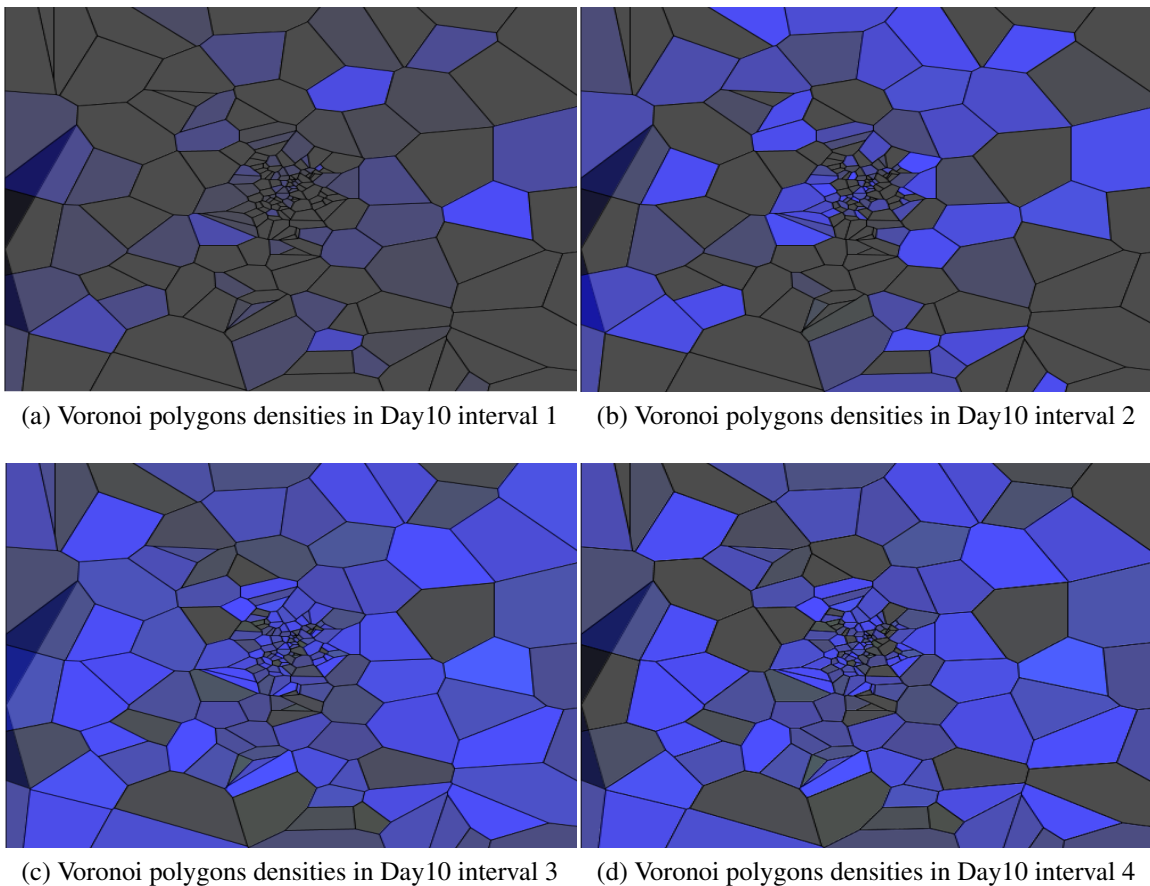 (a) Voronoi polygons densities in Day10 interval 1
(b) Voronoi polygons densities in Day10 interval 2
(c) Voronoi polygons densities in Day10 interval 3
(d) Voronoi polygons densities in Day10 interval 4